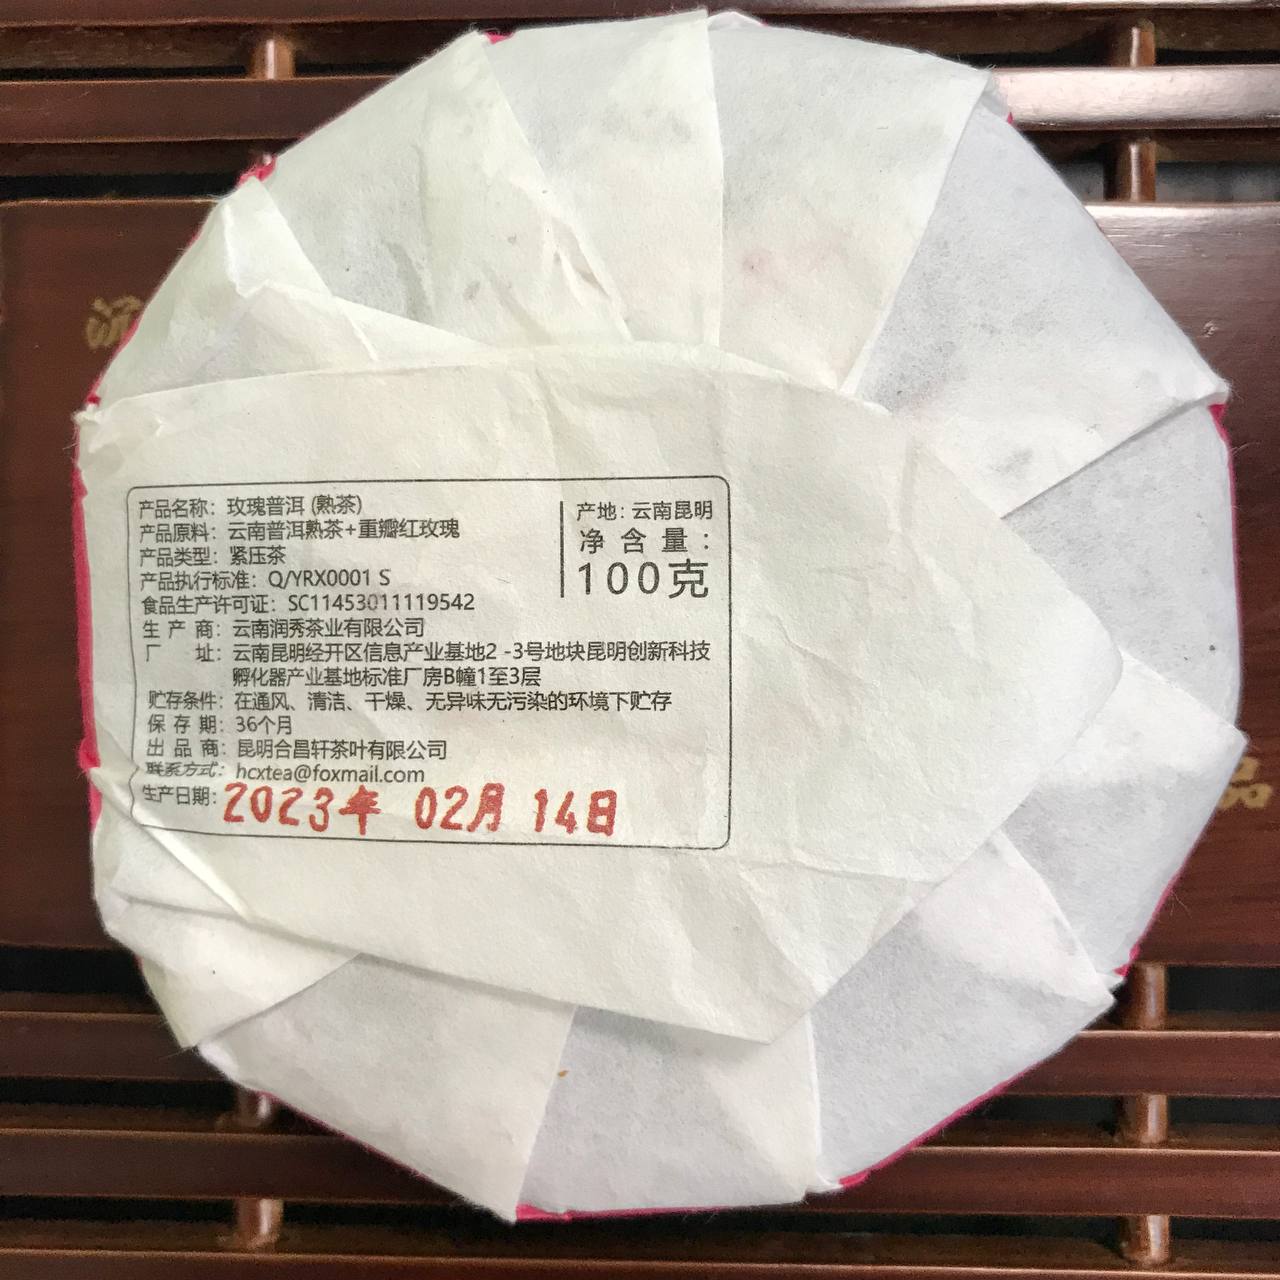 产品名称：玫瑰普洱 (熟茶)
产品原料：云南普洱熟茶+重瓣红玫瑰
产品类型：紧压茶
产品执行标准：Q/YRX0001 S
食品生产许可证：SC11453011119542
生产商：云南润秀茶业有限公司
厂址：云南昆明经开区信息产业基地2 -3号地块昆明创新科技
孵化器产业基地标准厂房B幢1至3层
贮存条件：在通风、清洁、干燥、无异味无污染的环境下贮存
保存期：36个月
出品商：昆明合昌轩茶叶有限公司
联系方式：hcxtea@foxmail.com
生产日期：2023年 02月 14日
产地：云南昆明
净含量：
100克
沉
品